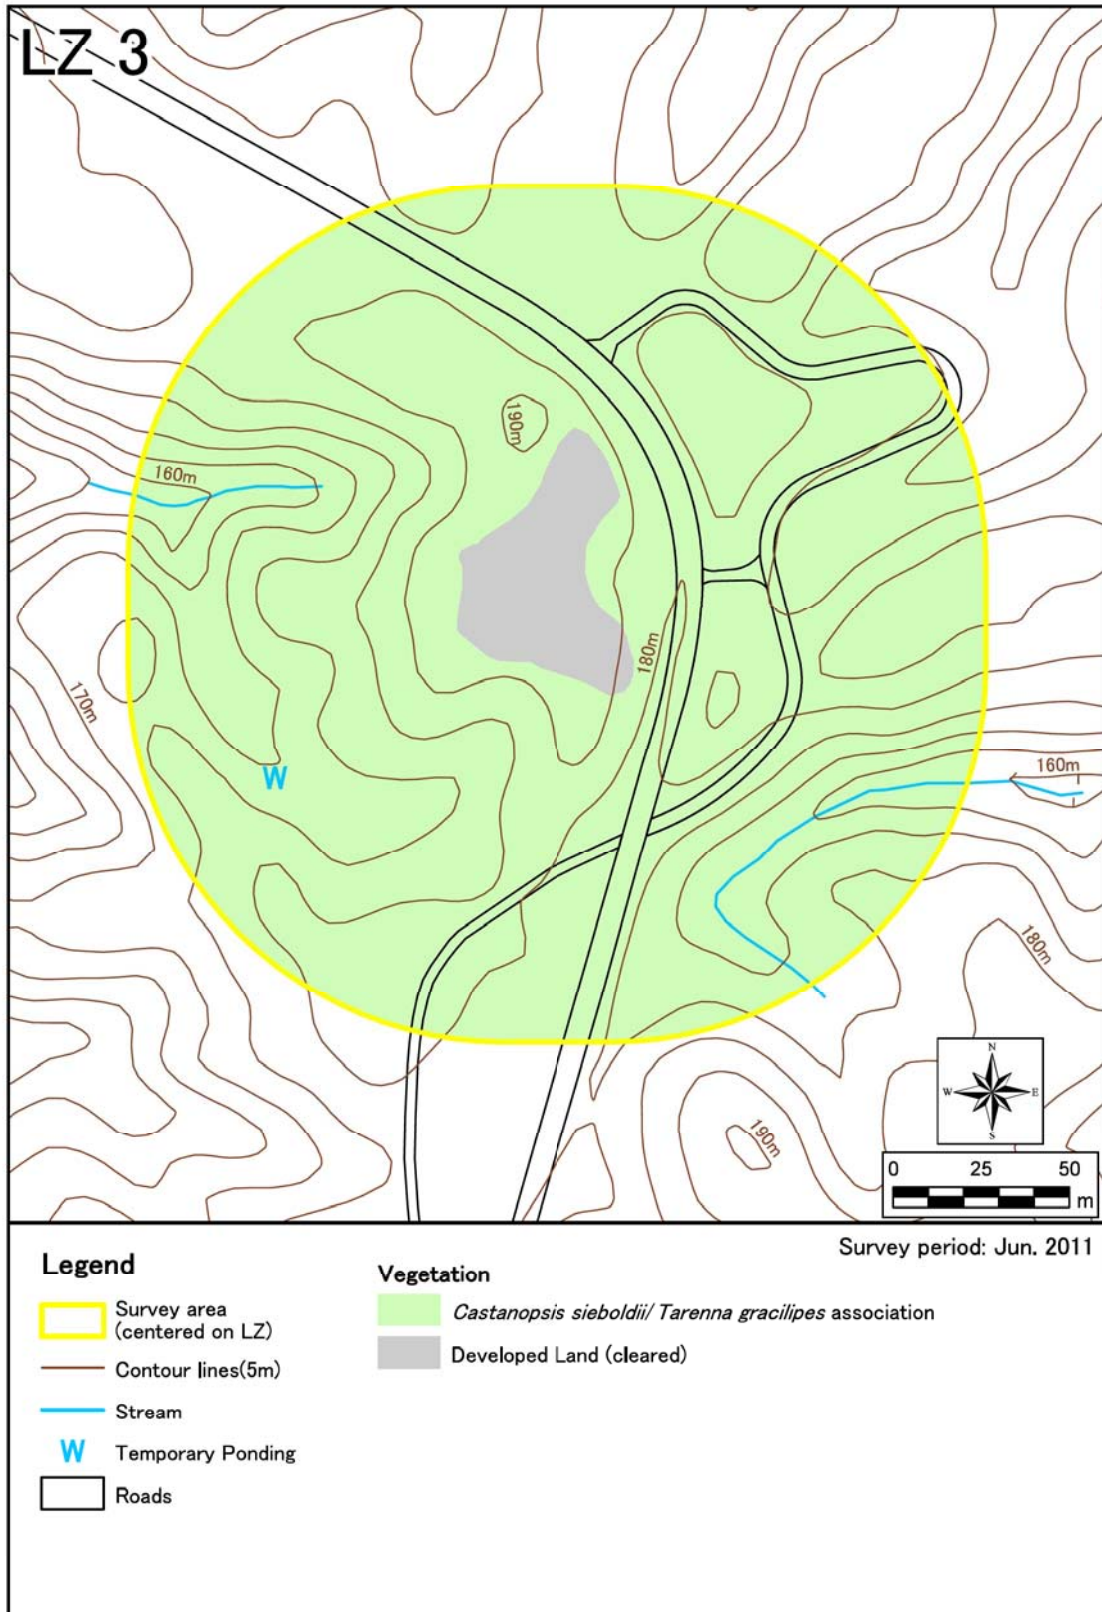 LZ 3
190m
160m
180m
170m
W
160m
180m
190m
N
W E
S
0 25 50
m
Survey period: Jun. 2011
Legend
Survey area
(centered on LZ)
Contour lines(5m)
Stream
W Temporary Ponding
Roads
Vegetation
Castanopsis sieboldii/ Tarenna gracilipes association
Developed Land (cleared)